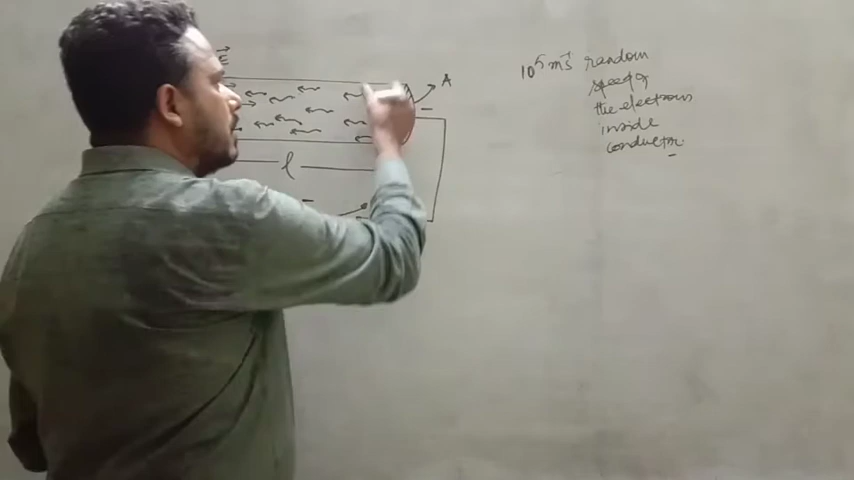 E
A
l
10⁵ ms⁻¹ random
speed of
the electrons
inside
conductor